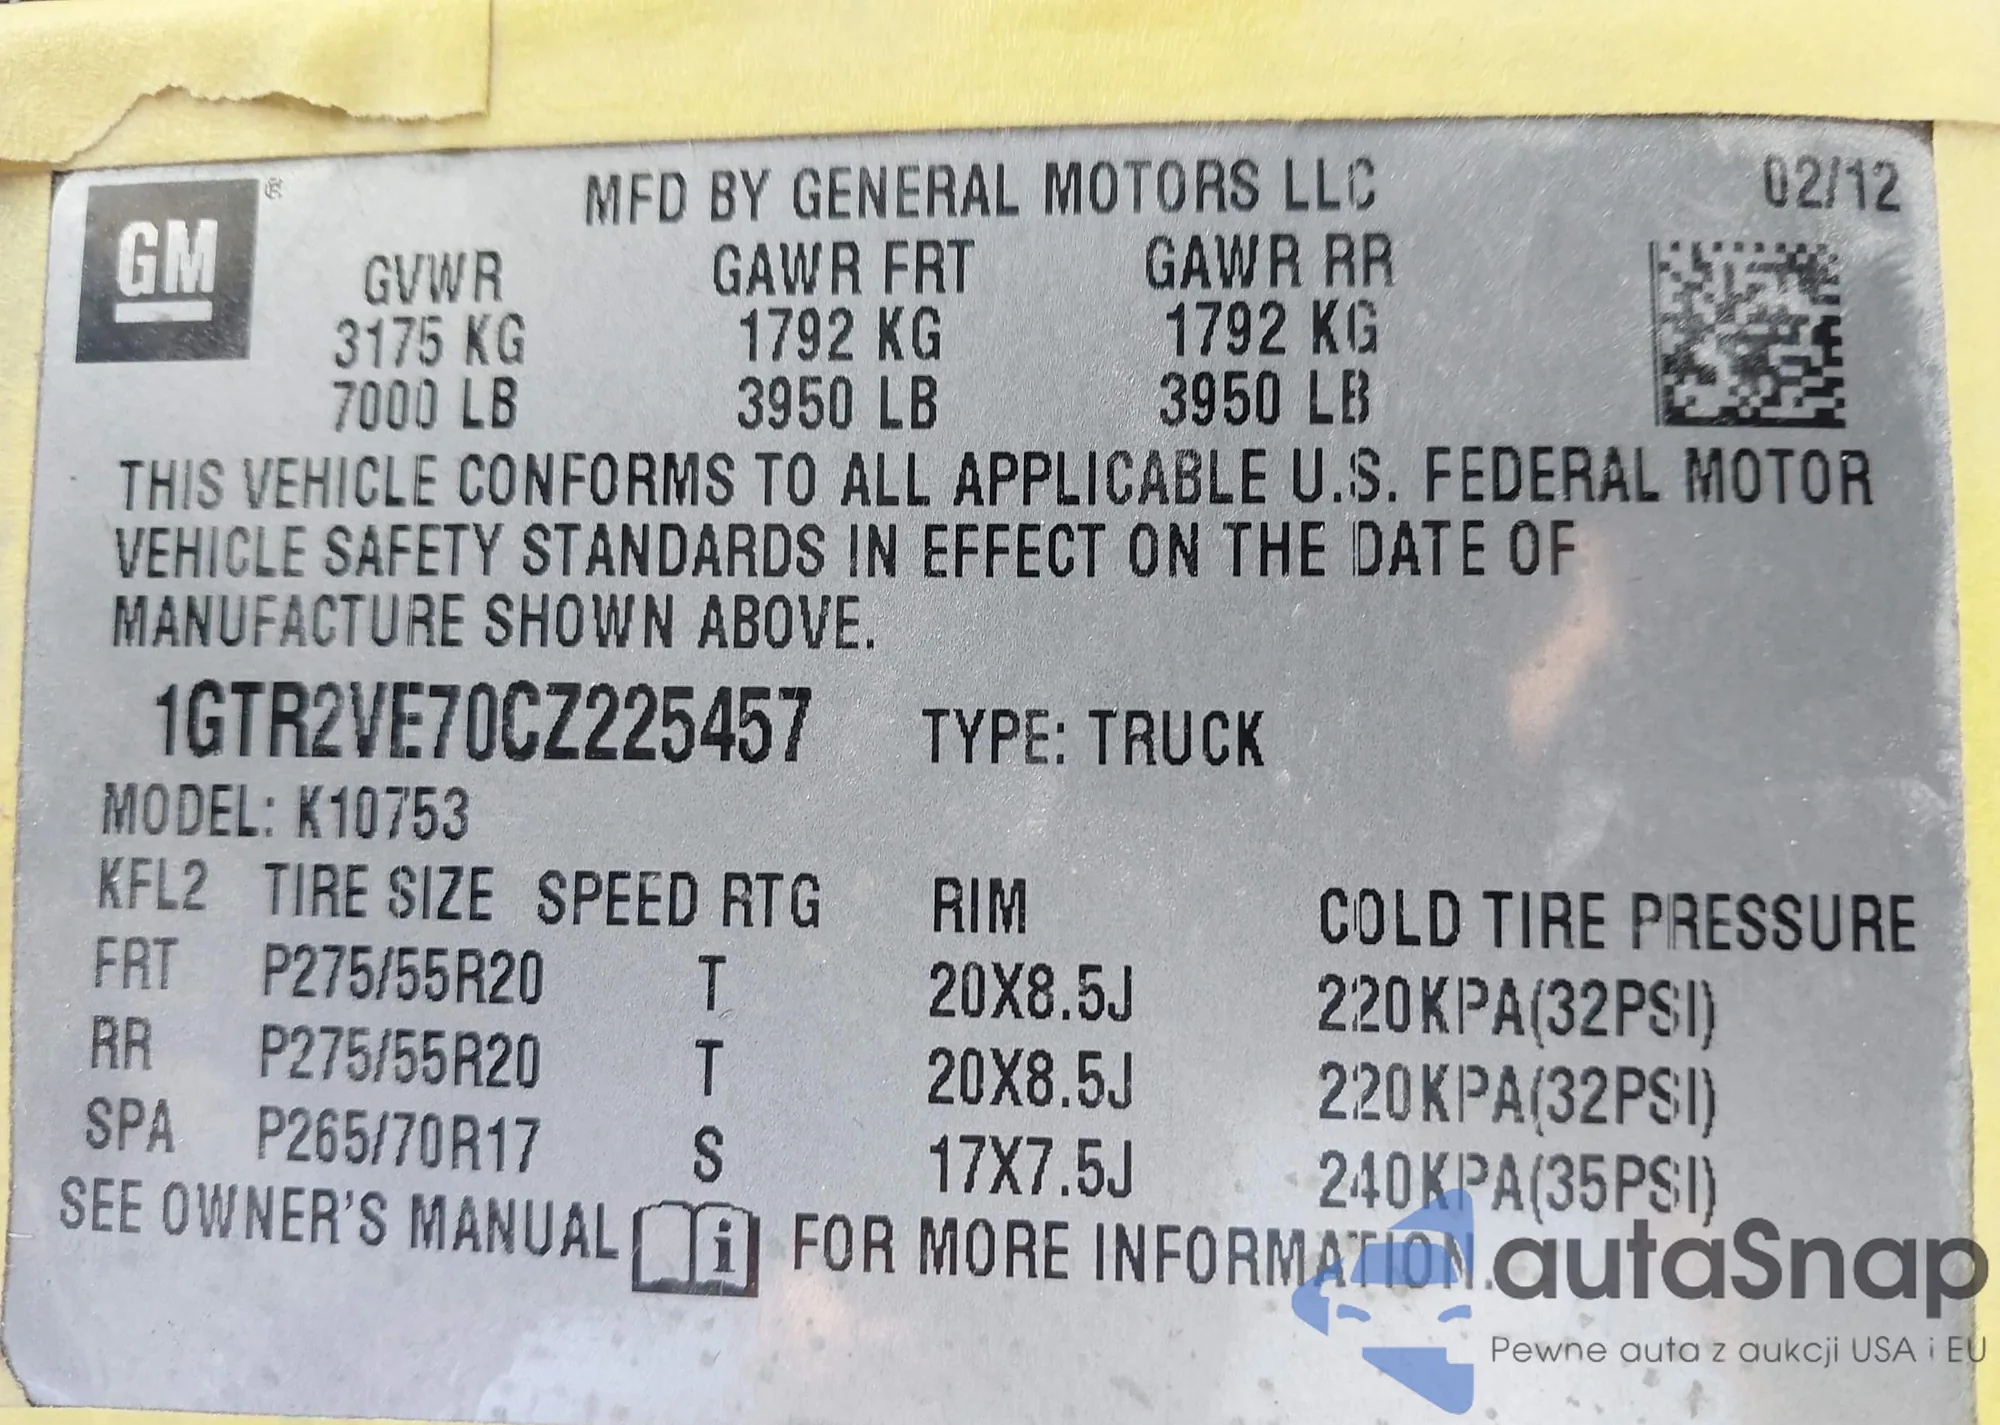 GM ®
MFD BY GENERAL MOTORS LLC 02/12
GVWR GAWR FRT GAWR RR
3175 KG 1792 KG 1792 KG
7000 LB 3950 LB 3950 LB
THIS VEHICLE CONFORMS TO ALL APPLICABLE U.S. FEDERAL MOTOR
VEHICLE SAFETY STANDARDS IN EFFECT ON THE DATE OF
MANUFACTURE SHOWN ABOVE.
1GTR2VE70CZ225457 TYPE: TRUCK
MODEL: K10753
KFL2 TIRE SIZE SPEED RTG RIM COLD TIRE PRESSURE
FRT P275/55R20 T 20X8.5J 220KPA(32PSI)
RR P275/55R20 T 20X8.5J 220KPA(32PSI)
SPA P265/70R17 S 17X7.5J 240KPA(35PSI)
SEE OWNER'S MANUAL i FOR MORE INFORMATION.
autaSnap
Pewne auta z aukcji USA i EU